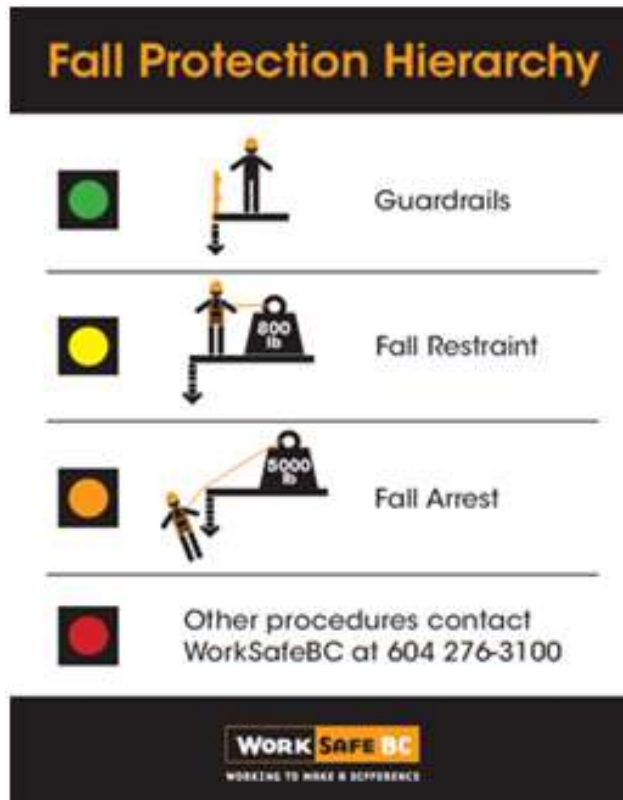 Fall Protection Hierarchy
Guardrails
800
lb
Fall Restraint
5000
lb
Fall Arrest
Other procedures contact
WorkSafeBC at 604 276-3100
WORK SAFE BC
WORKING TO MAKE A DIFFERENCE